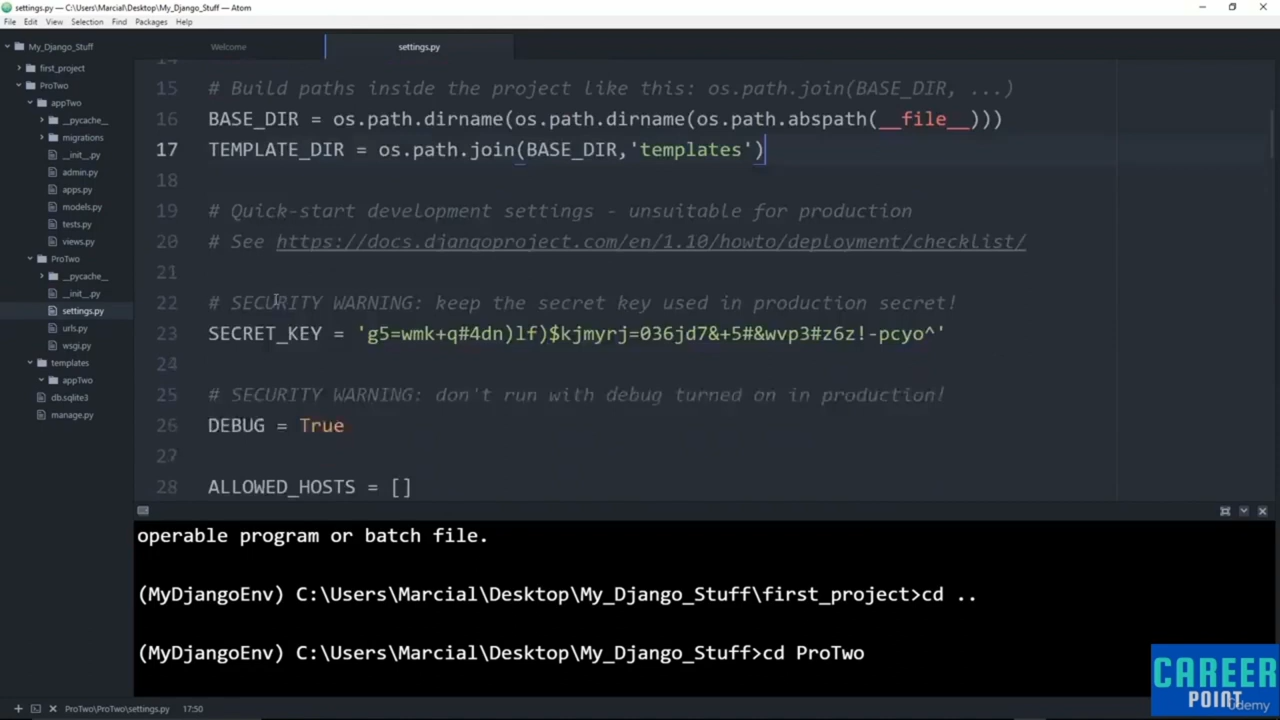 settings.py — C:\Users\Marcial\Desktop\My_Django_Stuff — Atom
File Edit View Selection Find Packages Help
My_Django_Stuff
first_project
ProTwo
appTwo
__pycache__
migrations
__init__.py
admin.py
apps.py
models.py
tests.py
views.py
ProTwo
__pycache__
__init__.py
settings.py
urls.py
wsgi.py
templates
appTwo
db.sqlite3
manage.py
Welcome settings.py
14
15 # Build paths inside the project like this: os.path.join(BASE_DIR, ...)
16 BASE_DIR = os.path.dirname(os.path.dirname(os.path.abspath(__file__)))
17 TEMPLATE_DIR = os.path.join(BASE_DIR,'templates')
18
19 # Quick-start development settings - unsuitable for production
20 # See https://docs.djangoproject.com/en/1.10/howto/deployment/checklist/
21
22 # SECURITY WARNING: keep the secret key used in production secret!
23 SECRET_KEY = 'g5=wmk+q#4dn)lf)$kjmyrj=036jd7&+5#&wvp3#z6z!-pcyo^'
24
25 # SECURITY WARNING: don't run with debug turned on in production!
26 DEBUG = True
27
28 ALLOWED_HOSTS = []
operable program or batch file.
(MyDjangoEnv) C:\Users\Marcial\Desktop\My_Django_Stuff\first_project>cd ..
(MyDjangoEnv) C:\Users\Marcial\Desktop\My_Django_Stuff>cd ProTwo
ProTwo\ProTwo\settings.py 17:50
CAREER
POINT
Udemy